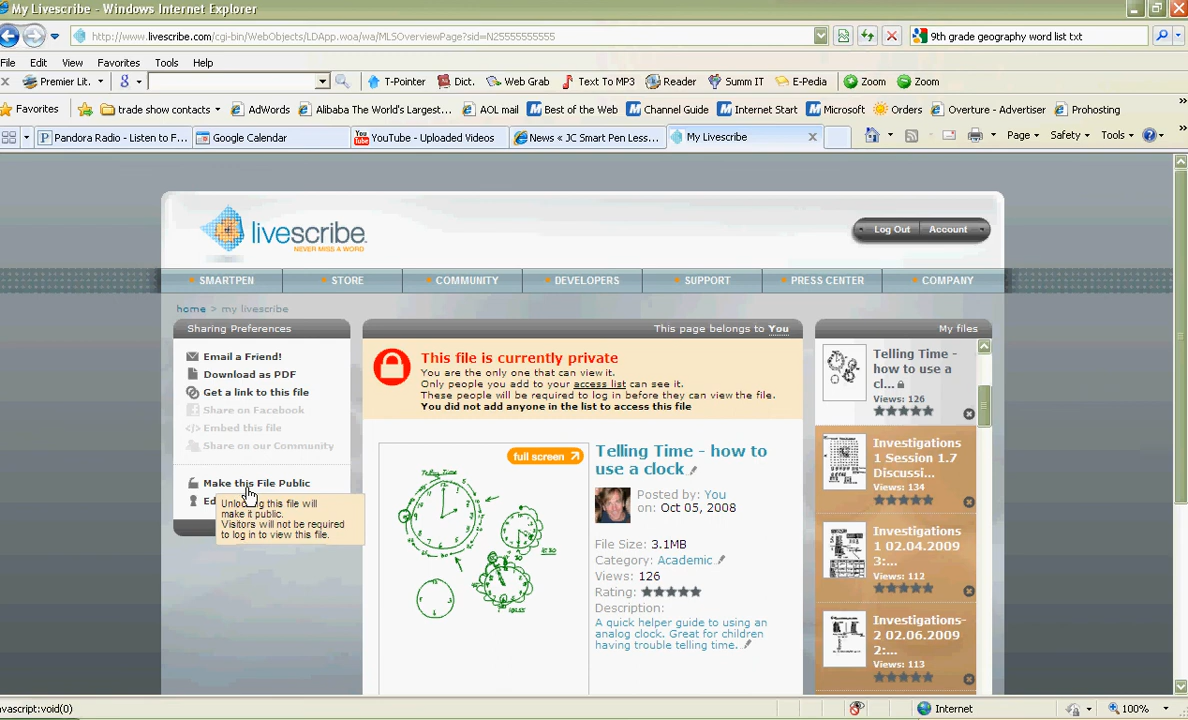 My Livescribe - Windows Internet Explorer
http://www.livescribe.com/cgi-bin/WebObjects/LDApp.woa/wa/MLSOverviewPage?sid=N25555555555
9th grade geography word list txt
File Edit View Favorites Tools Help
Premier Lit. T-Pointer Dict. Web Grab Text To MP3 Reader Summ IT E-Pedia Zoom Zoom
Favorites trade show contacts AdWords Alibaba The World's Largest... AOL mail Best of the Web Channel Guide Internet Start Microsoft Orders Overture - Advertiser Prohosting
Pandora Radio - Listen to F... Google Calendar YouTube - Uploaded Videos News « JC Smart Pen Less... My Livescribe
Page Safety Tools
livescribe
NEVER MISS A WORD
Log Out Account
SMARTPEN STORE COMMUNITY DEVELOPERS SUPPORT PRESS CENTER COMPANY
home > my livescribe
Sharing Preferences
Email a Friend!
Download as PDF
Get a link to this file
Share on Facebook
Embed this file
Share on our Community
Make this File Public
Ed
Unlocking this file will
make it public.
Visitors will not be required
to log in to view this file.
This page belongs to You
This file is currently private
You are the only one that can view it.
Only people you add to your access list can see it.
These people will be required to log in before they can view the file.
You did not add anyone in the list to access this file
full screen
Telling Time
Telling Time - how to
use a clock
Posted by: You
on: Oct 05, 2008
File Size: 3.1MB
Category: Academic
Views: 126
Rating:
Description:
A quick helper guide to using an
analog clock. Great for children
having trouble telling time.
My files
Telling Time -
how to use a
cl...
Views: 126
Investigations
1 Session 1.7
Discussi...
Views: 134
Investigations
1 02.04.2009
3:...
Views: 112
Investigations-
2 02.06.2009
2:...
Views: 113
avascript:void(0)
Internet
100%